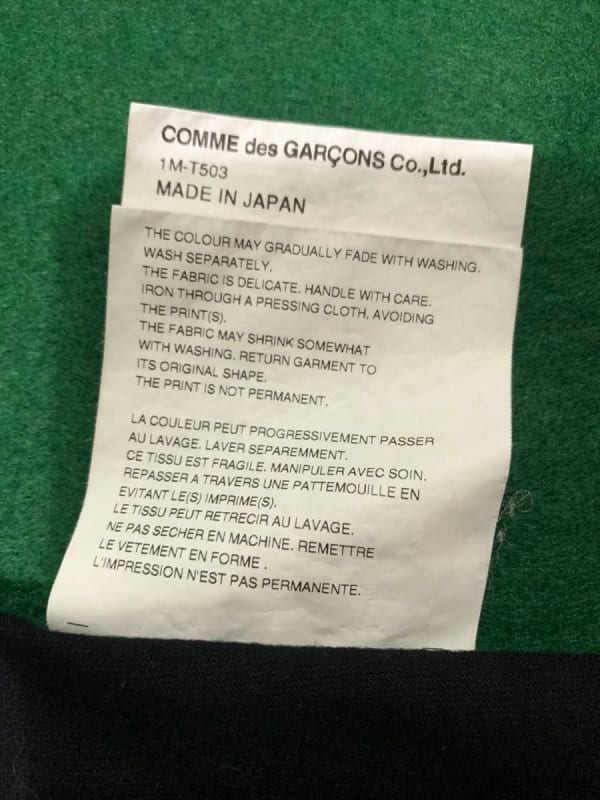 COMME des GARÇONS Co.,Ltd.
1M-T503
MADE IN JAPAN
THE COLOUR MAY GRADUALLY FADE WITH WASHING.
WASH SEPARATELY.
THE FABRIC IS DELICATE. HANDLE WITH CARE.
IRON THROUGH A PRESSING CLOTH, AVOIDING
THE PRINT(S).
THE FABRIC MAY SHRINK SOMEWHAT
WITH WASHING. RETURN GARMENT TO
ITS ORIGINAL SHAPE.
THE PRINT IS NOT PERMANENT.
LA COULEUR PEUT PROGRESSIVEMENT PASSER
AU LAVAGE. LAVER SEPAREMMENT.
CE TISSU EST FRAGILE. MANIPULER AVEC SOIN.
REPASSER A TRAVERS UNE PATTEMOUILLE EN
EVITANT LE(S) IMPRIME(S).
LE TISSU PEUT RETRECIR AU LAVAGE.
NE PAS SECHER EN MACHINE. REMETTRE
LE VETEMENT EN FORME .
L'IMPRESSION N'EST PAS PERMANENTE.